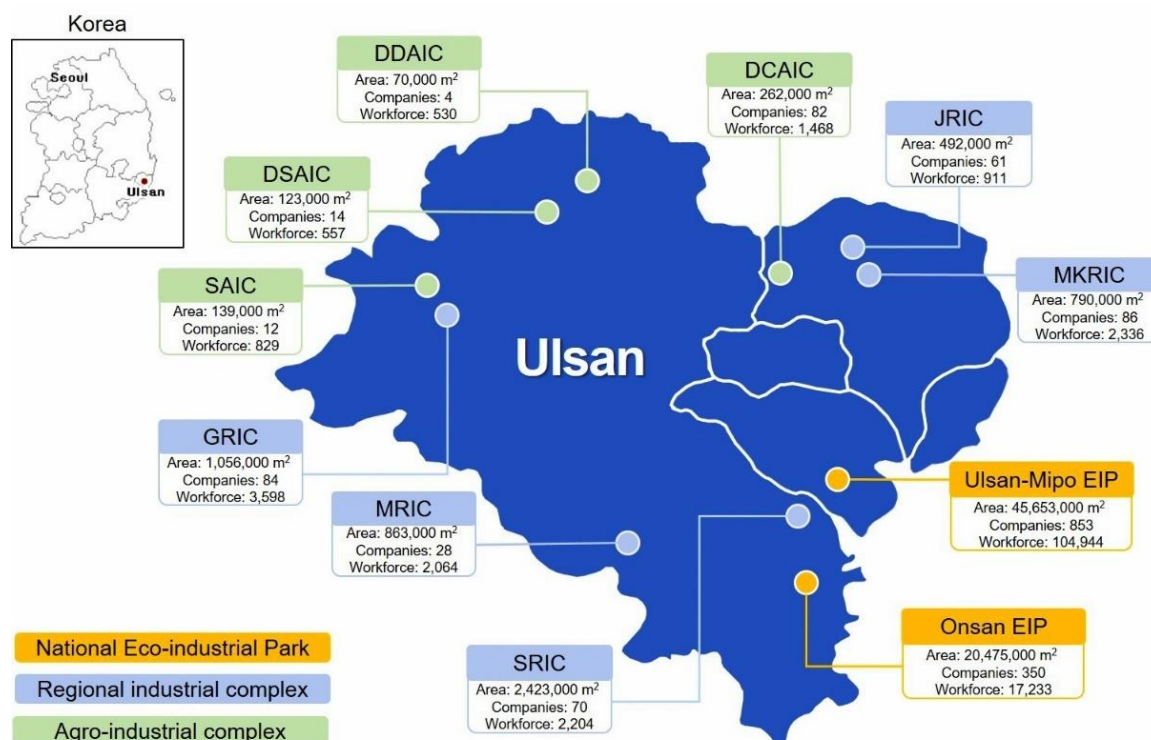 Korea
Seoul
Ulsan
DDAIC
Area: 70,000 m²
Companies: 4
Workforce: 530
DCAIC
Area: 262,000 m²
Companies: 82
Workforce: 1,468
JRIC
Area: 492,000 m²
Companies: 61
Workforce: 911
DSAIC
Area: 123,000 m²
Companies: 14
Workforce: 557
SAIC
Area: 139,000 m²
Companies: 12
Workforce: 829
MKRIC
Area: 790,000 m²
Companies: 86
Workforce: 2,336
Ulsan
GRIC
Area: 1,056,000 m²
Companies: 84
Workforce: 3,598
MRIC
Area: 863,000 m²
Companies: 28
Workforce: 2,064
Ulsan-Mipo EIP
Area: 45,653,000 m²
Companies: 853
Workforce: 104,944
Onsan EIP
Area: 20,475,000 m²
Companies: 350
Workforce: 17,233
SRIC
Area: 2,423,000 m²
Companies: 70
Workforce: 2,204
National Eco-industrial Park
Regional industrial complex
Agro-industrial complex